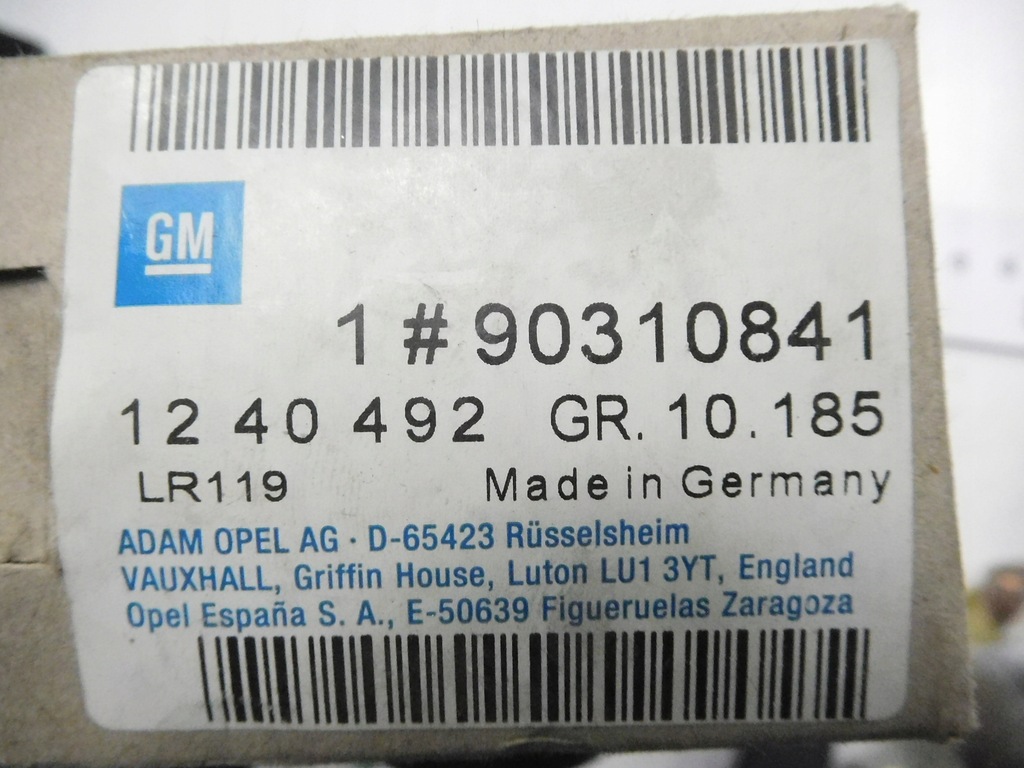 GM
1 # 90310841
12 40 492 GR. 10.185
LR119 Made in Germany
ADAM OPEL AG · D-65423 Rüsselsheim
VAUXHALL, Griffin House, Luton LU1 3YT, England
Opel España S. A., E-50639 Figueruelas Zaragoza